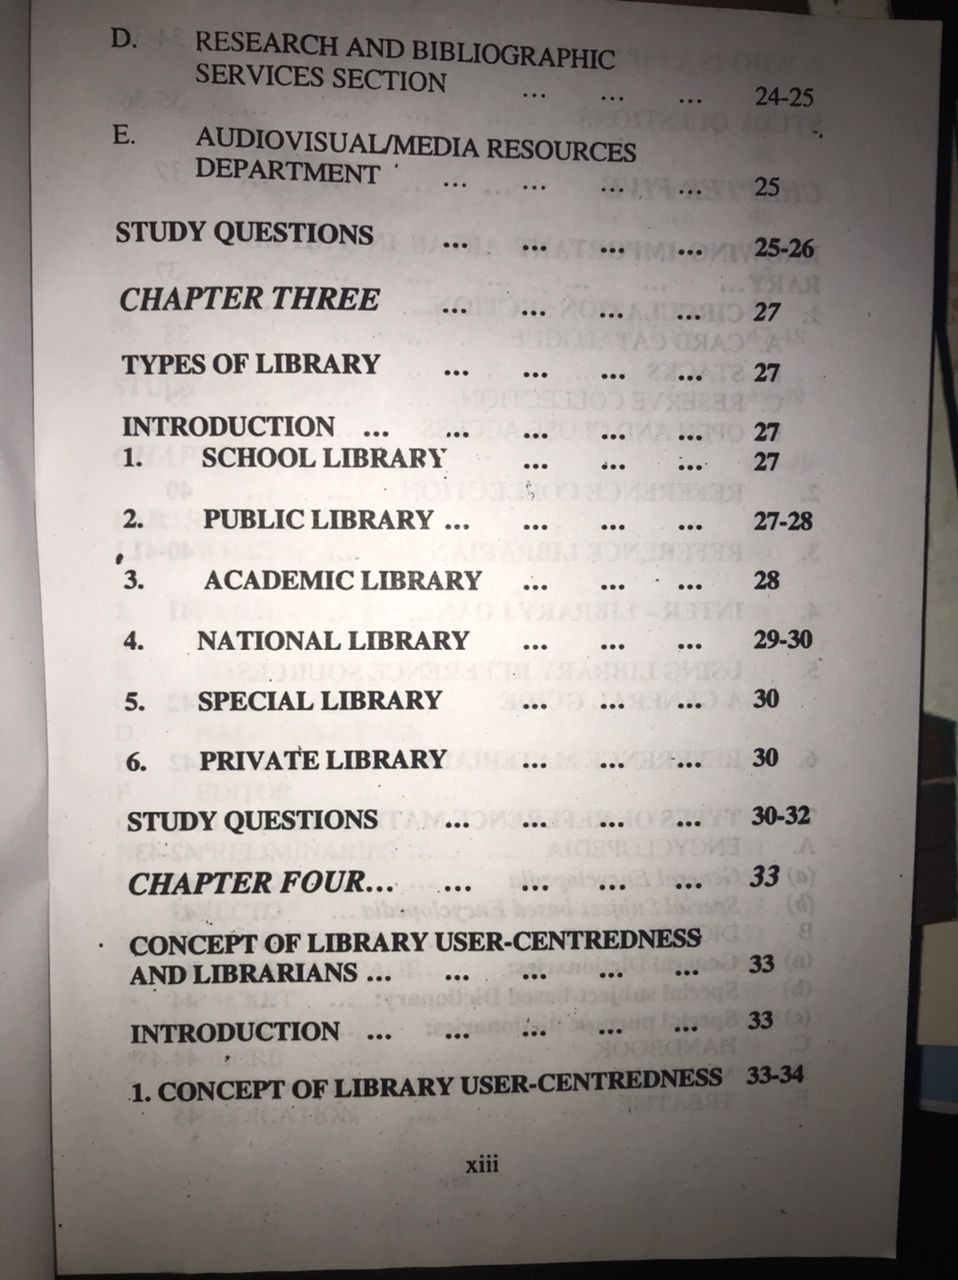 D. RESEARCH AND BIBLIOGRAPHIC
SERVICES SECTION ... ... ... 24-25
E. AUDIOVISUAL/MEDIA RESOURCES
DEPARTMENT ... ... ... ... 25
STUDY QUESTIONS ... ... ... ... 25-26
CHAPTER THREE ... ... ... ... 27
TYPES OF LIBRARY ... ... ... ... 27
INTRODUCTION ... ... ... ... ... 27
1. SCHOOL LIBRARY ... ... ... 27
2. PUBLIC LIBRARY ... ... ... ... 27-28
3. ACADEMIC LIBRARY ... ... ... 28
4. NATIONAL LIBRARY ... ... ... 29-30
5. SPECIAL LIBRARY ... ... ... 30
6. PRIVATE LIBRARY ... ... ... 30
STUDY QUESTIONS ... ... ... ... 30-32
CHAPTER FOUR... ... ... ... ... 33
CONCEPT OF LIBRARY USER-CENTREDNESS
AND LIBRARIANS ... ... ... ... ... 33
INTRODUCTION ... ... ... ... ... 33
1. CONCEPT OF LIBRARY USER-CENTREDNESS 33-34
xiii